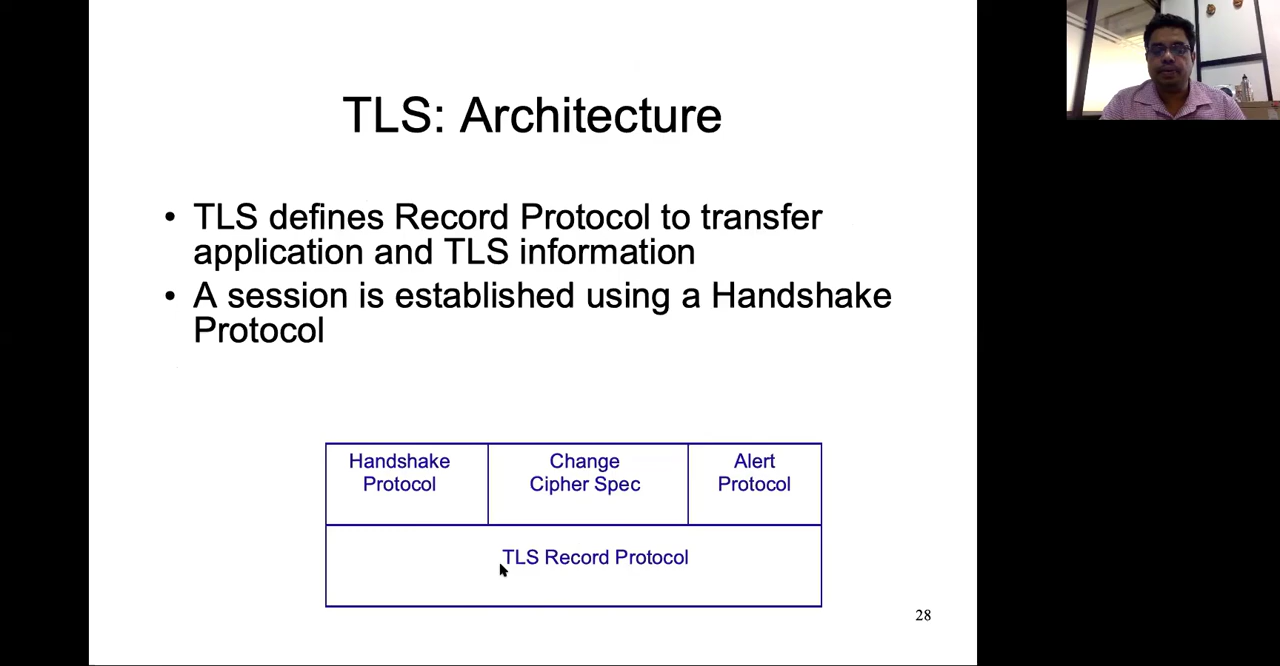 TLS: Architecture
• TLS defines Record Protocol to transfer
application and TLS information
• A session is established using a Handshake
Protocol
Handshake
Protocol
Change
Cipher Spec
Alert
Protocol
TLS Record Protocol
28